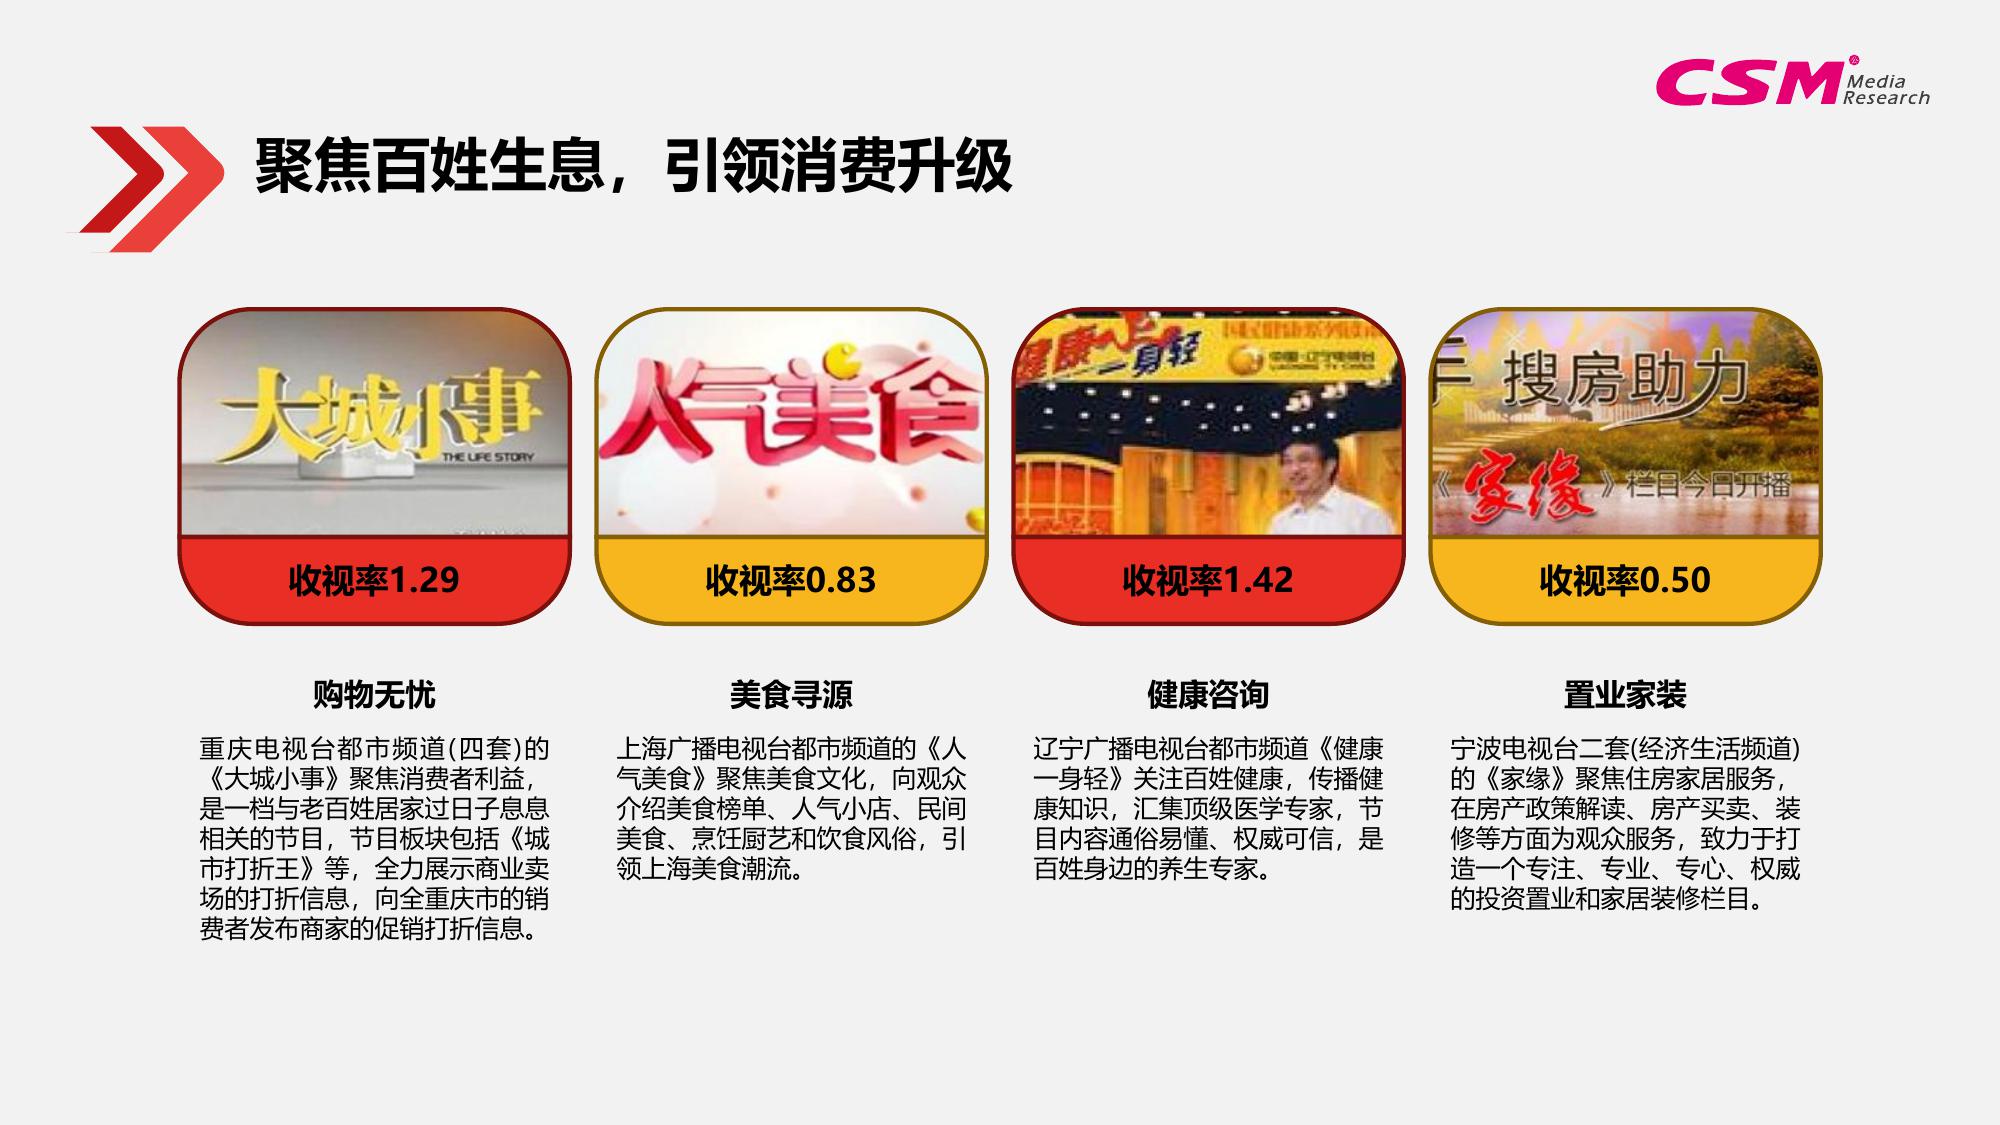 CSM Media
Research
聚焦百姓生息，引领消费升级
大城小事
THE LIFE STORY
收视率1.29
人气美食
收视率0.83
健康
一身轻
收视率1.42
搜房助力
《家缘》栏目今日开播
收视率0.50
购物无忧
重庆电视台都市频道(四套)的
《大城小事》聚焦消费者利益，
是一档与老百姓居家过日子息息
相关的节目，节目板块包括《城
市打折王》等，全力展示商业卖
场的打折信息，向全重庆市的销
费者发布商家的促销打折信息。
美食寻源
上海广播电视台都市频道的《人
气美食》聚焦美食文化，向观众
介绍美食榜单、人气小店、民间
美食、烹饪厨艺和饮食风俗，引
领上海美食潮流。
健康咨询
辽宁广播电视台都市频道《健康
一身轻》关注百姓健康，传播健
康知识，汇集顶级医学专家，节
目内容通俗易懂、权威可信，是
百姓身边的养生专家。
置业家装
宁波电视台二套(经济生活频道)
的《家缘》聚焦住房家居服务，
在房产政策解读、房产买卖、装
修等方面为观众服务，致力于打
造一个专注、专业、专心、权威
的投资置业和家居装修栏目。